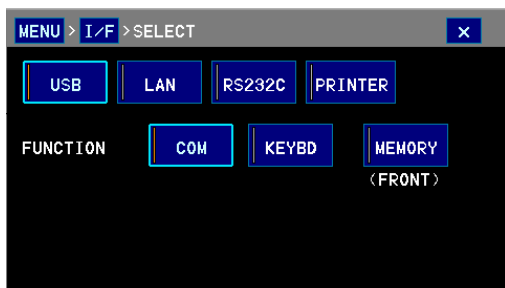 MENU > I/F > SELECT ×
USB LAN RS232C PRINTER
FUNCTION COM KEYBD MEMORY
(FRONT)